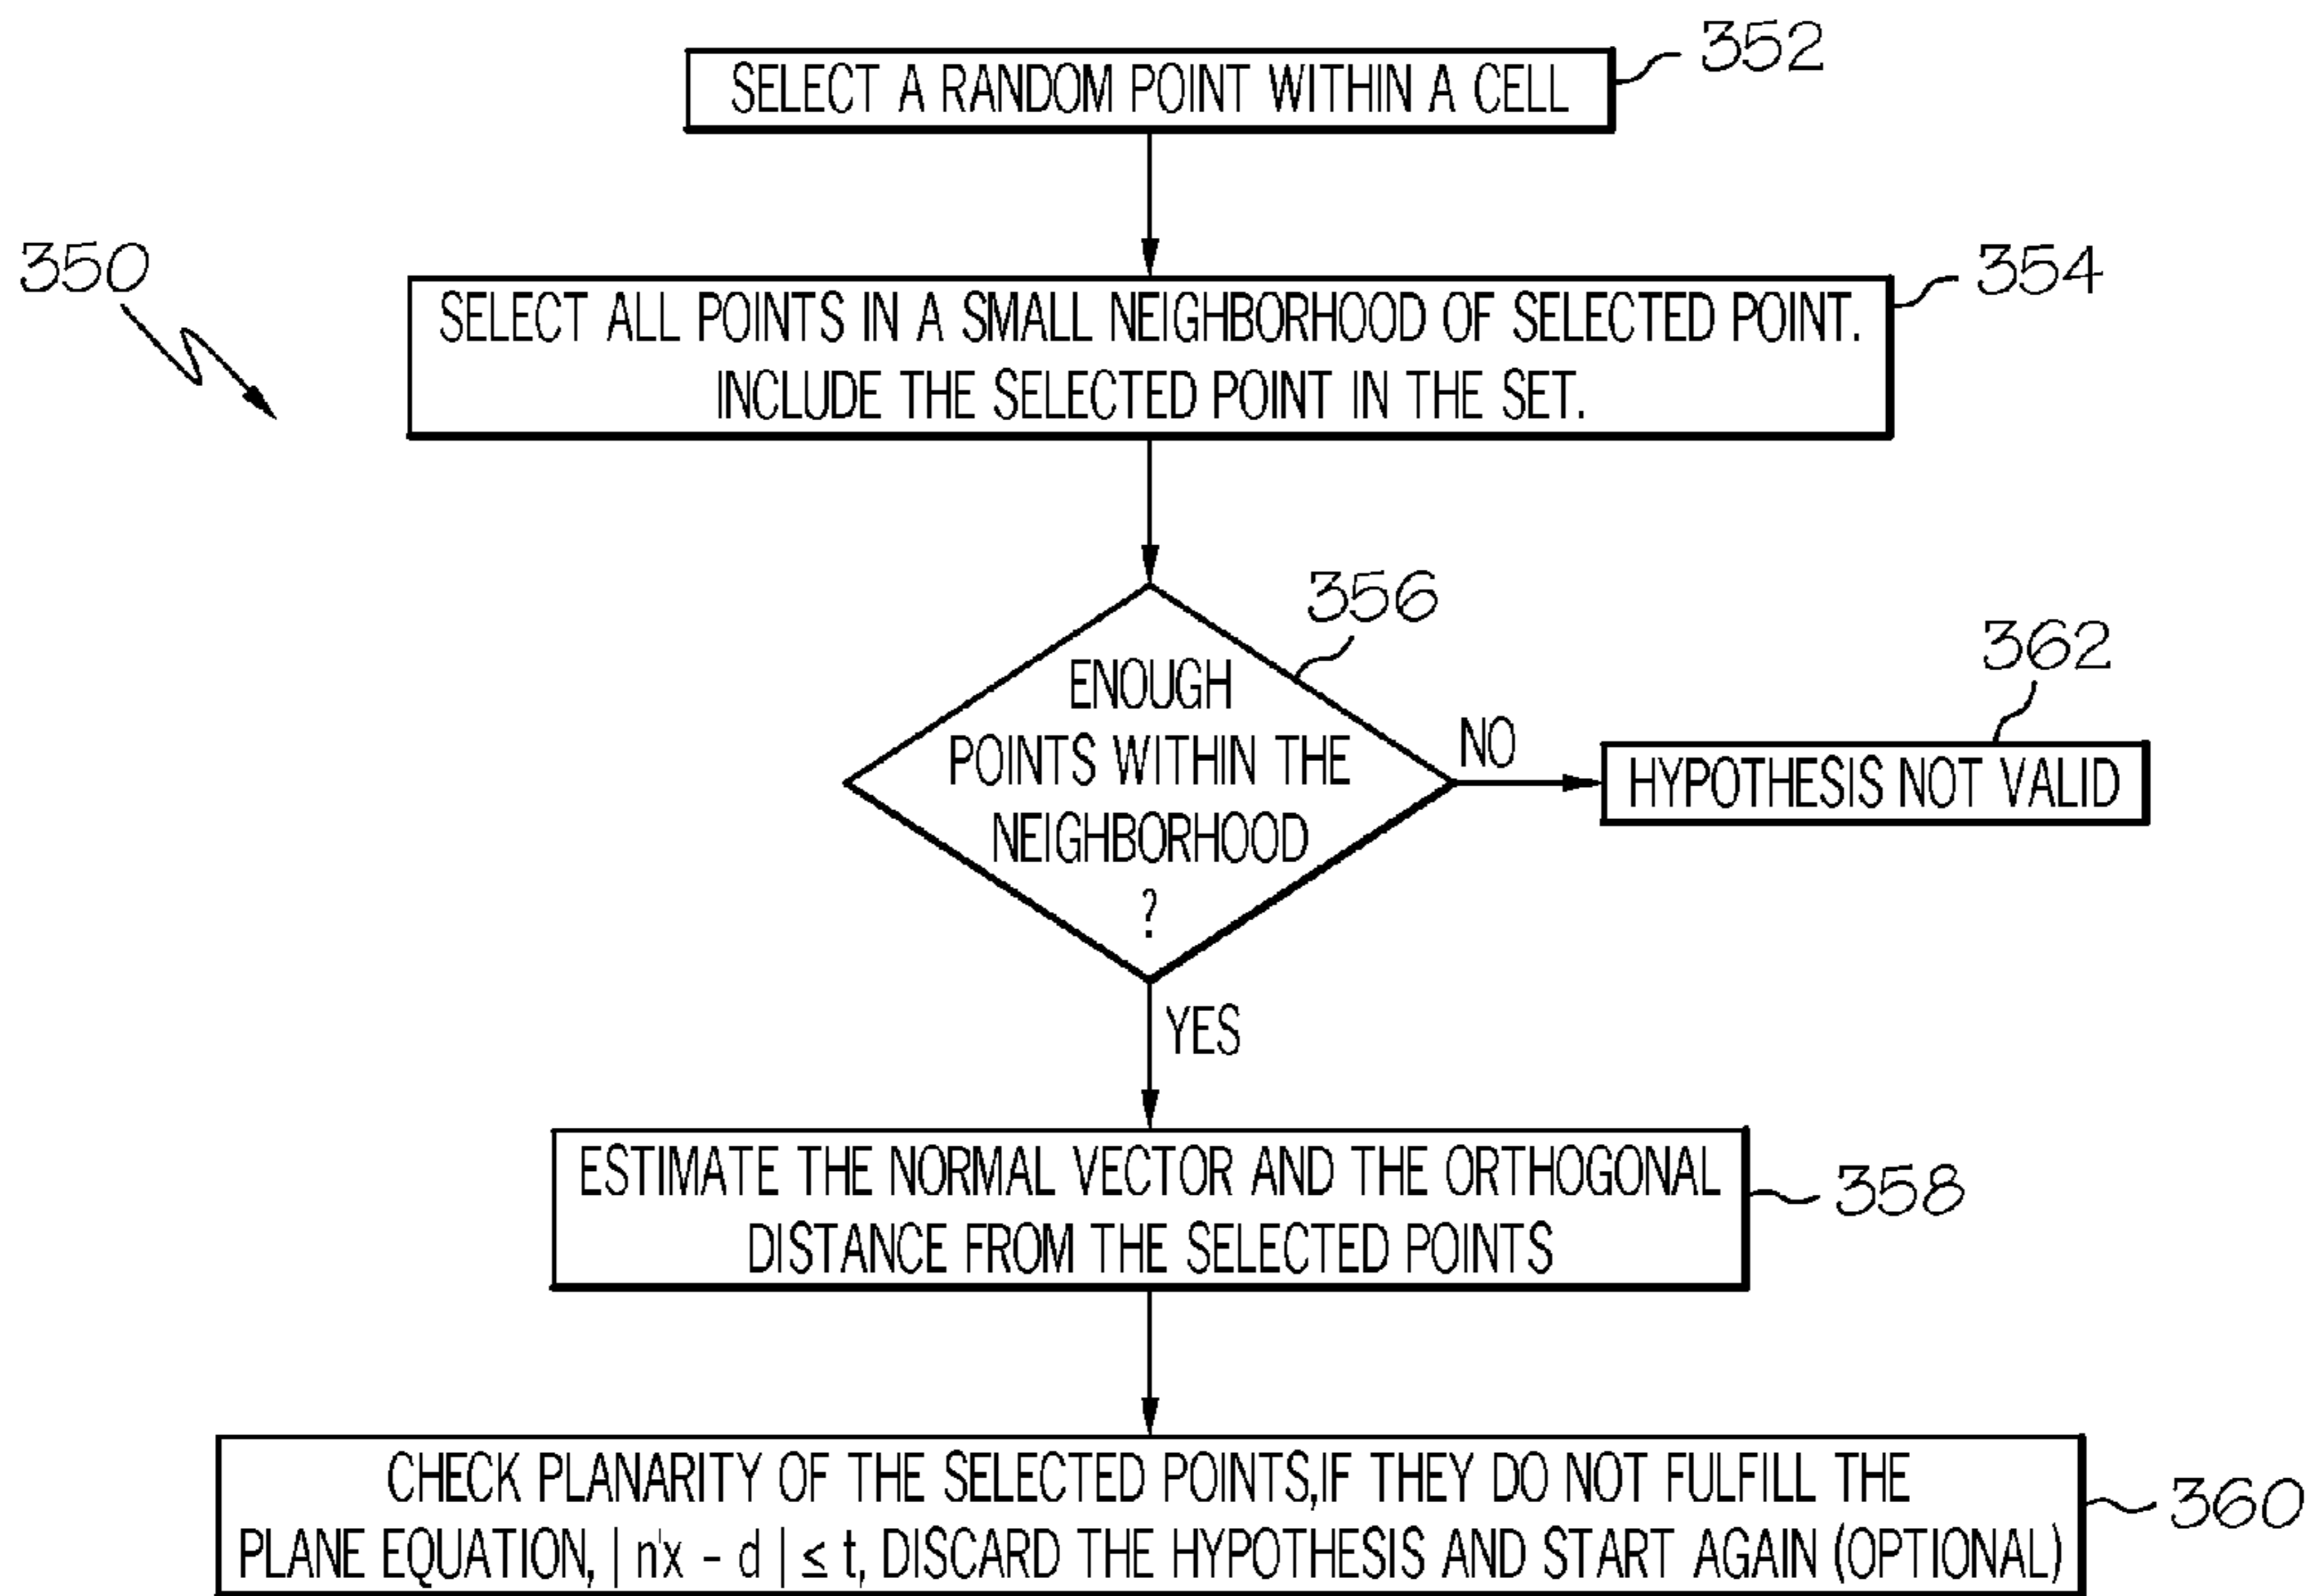 352
SELECT A RANDOM POINT WITHIN A CELL
350
354
SELECT ALL POINTS IN A SMALL NEIGHBORHOOD OF SELECTED POINT.
INCLUDE THE SELECTED POINT IN THE SET.
356
ENOUGH
POINTS WITHIN THE
NEIGHBORHOOD
?
NO
362
HYPOTHESIS NOT VALID
YES
ESTIMATE THE NORMAL VECTOR AND THE ORTHOGONAL
DISTANCE FROM THE SELECTED POINTS
358
CHECK PLANARITY OF THE SELECTED POINTS,IF THEY DO NOT FULFILL THE
PLANE EQUATION, | n'x - d | ≤ t, DISCARD THE HYPOTHESIS AND START AGAIN (OPTIONAL)
360